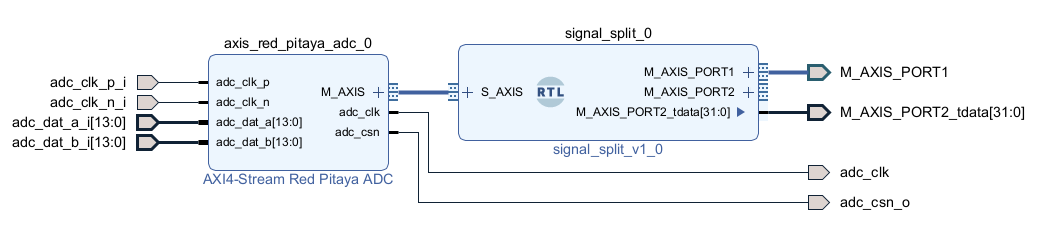 axis_red_pitaya_adc_0
adc_clk_p_i
adc_clk_n_i
adc_dat_a_i[13:0]
adc_dat_b_i[13:0]
adc_clk_p
adc_clk_n
adc_dat_a[13:0]
adc_dat_b[13:0]
M_AXIS
adc_clk
adc_csn
AXI4-Stream Red Pitaya ADC
signal_split_0
S_AXIS
RTL
M_AXIS_PORT1
M_AXIS_PORT2
M_AXIS_PORT2_tdata[31:0]
signal_split_v1_0
M_AXIS_PORT1
M_AXIS_PORT2_tdata[31:0]
adc_clk
adc_csn_o